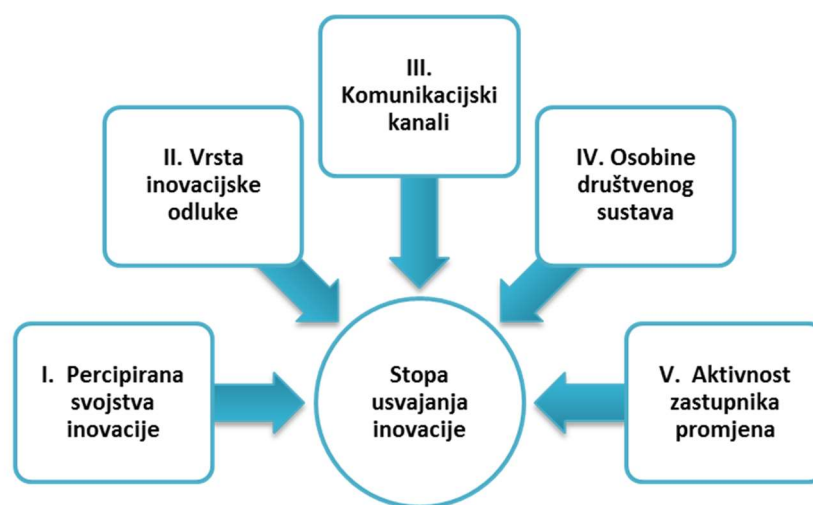 I. Percipirana
svojstva
inovacije
II. Vrsta
inovacijske
odluke
III.
Komunikacijski
kanali
IV. Osobine
društvenog
sustava
V. Aktivnost
zastupnika
promjena
Stopa
usvajanja
inovacije